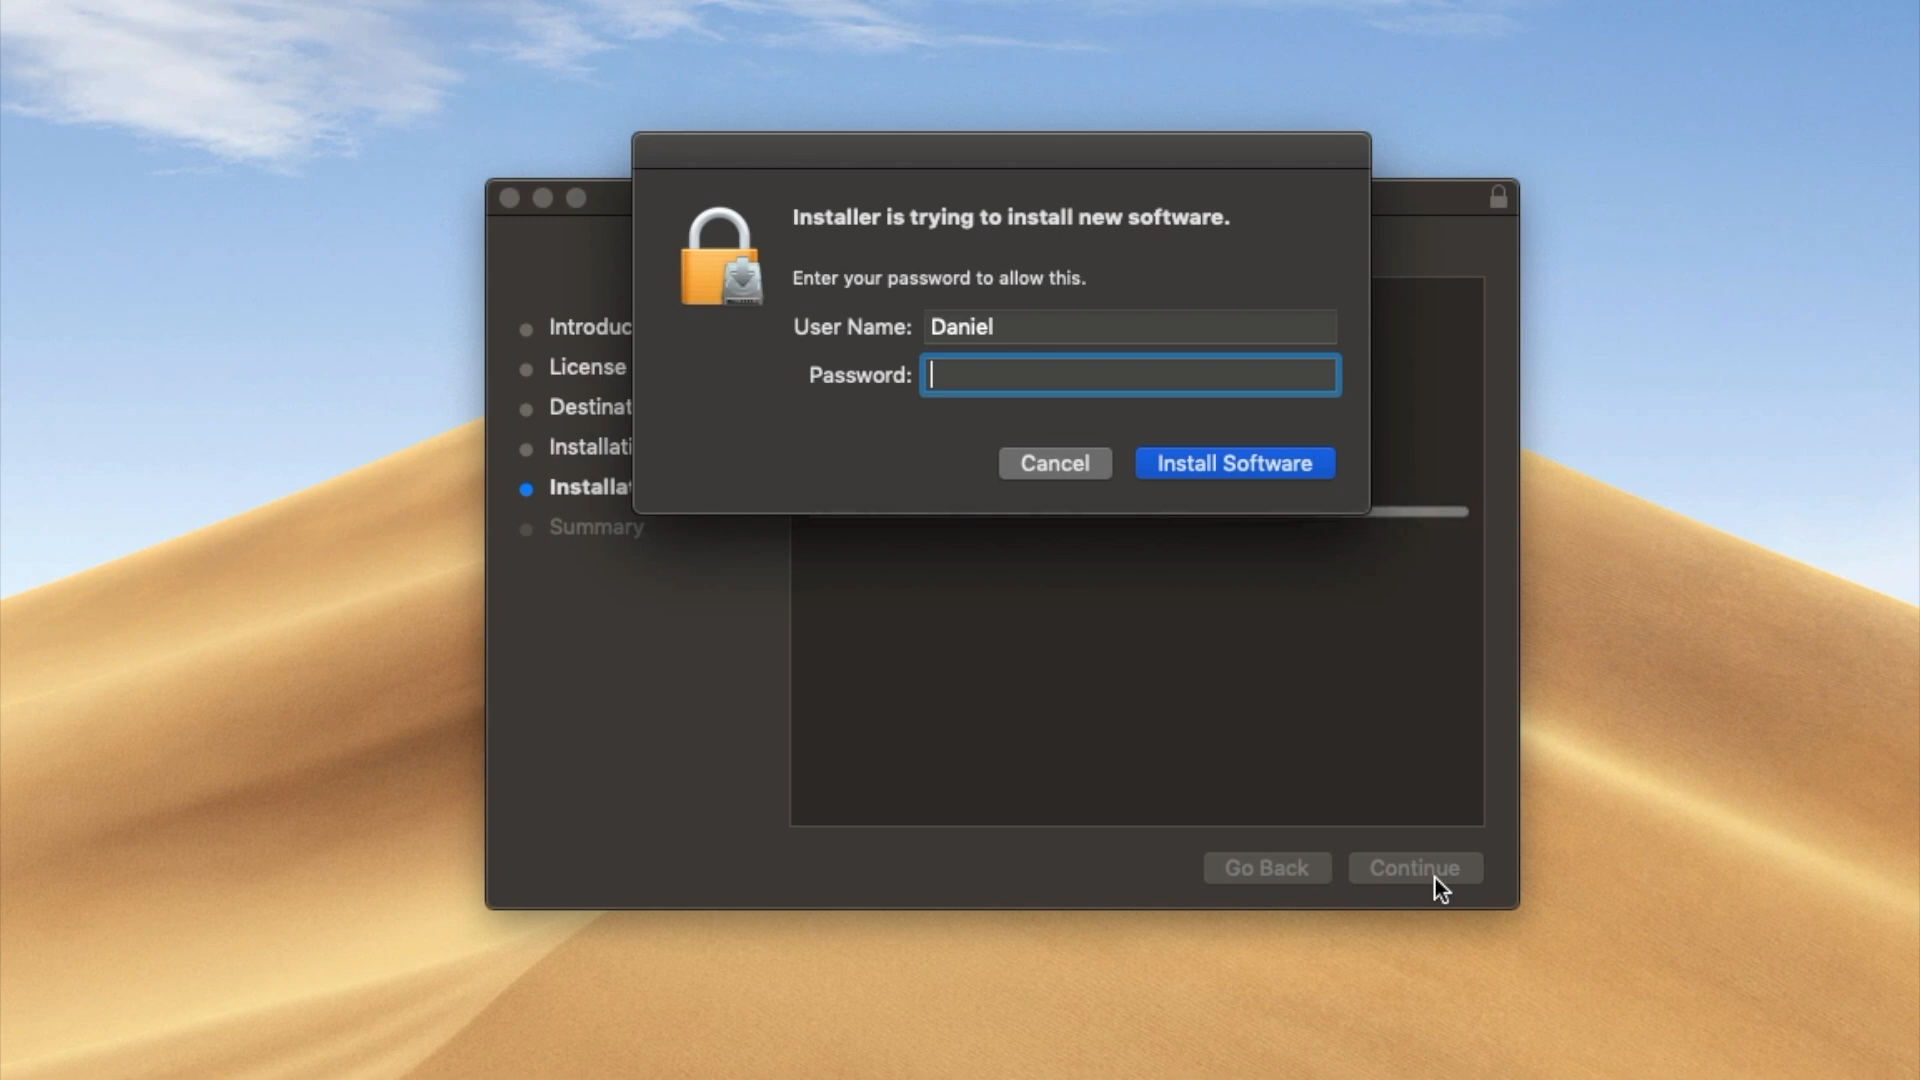 Installer is trying to install new software.
Enter your password to allow this.
User Name: Daniel
Password:
Cancel Install Software
Introduc
License
Destinat
Installati
Installat
Summary
Go Back Continue